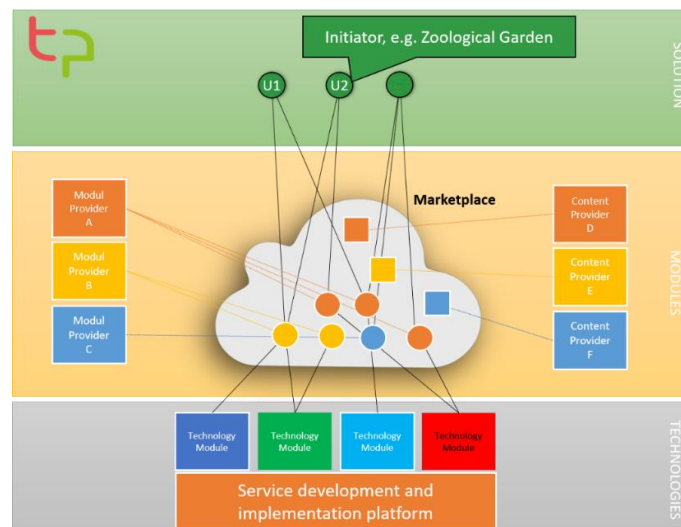 tp
Initiator, e.g. Zoological Garden
SOLUTION
U1
U2
Marketplace
Modul
Provider
A
Modul
Provider
B
Modul
Provider
C
Content
Provider
D
Content
Provider
E
Content
Provider
F
MODULES
Technology
Module
Technology
Module
Technology
Module
Technology
Module
Service development and
implementation platform
TECHNOLOGIES